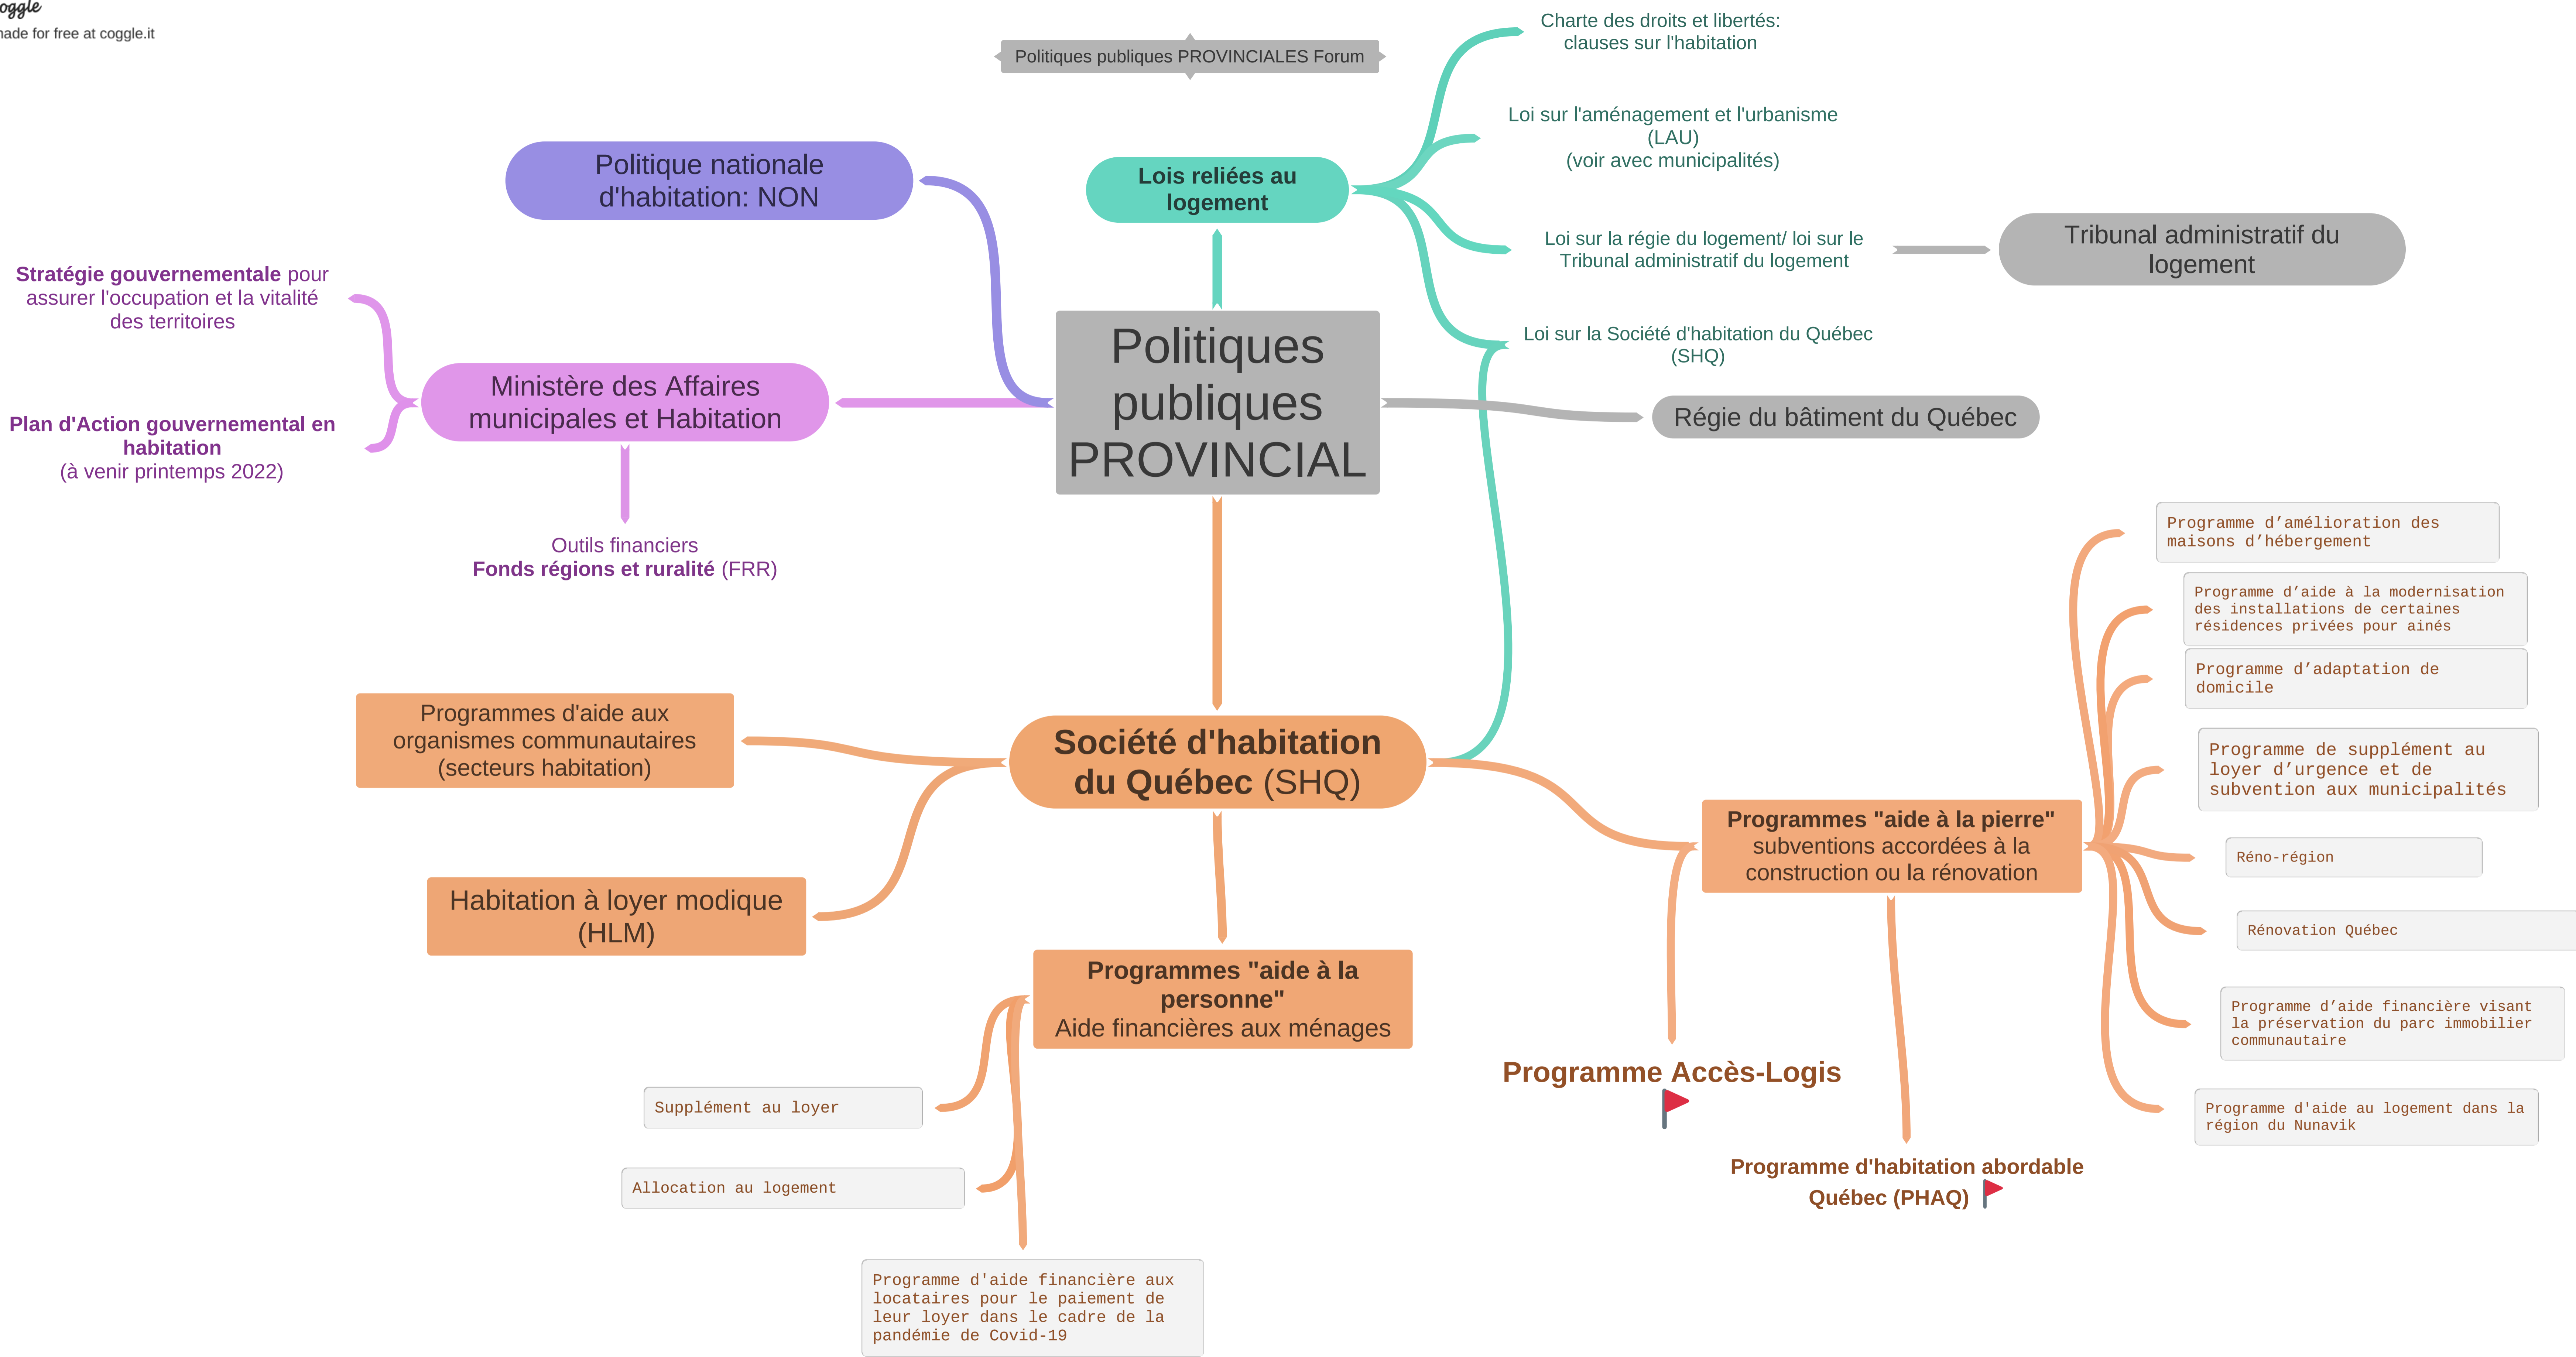 oggle
made for free at coggle.it
Politiques publiques PROVINCIALES Forum
Charte des droits et libertés:
clauses sur l'habitation
Loi sur l'aménagement et l'urbanisme
(LAU)
(voir avec municipalités)
Politique nationale
d'habitation: NON
Lois reliées au
logement
Loi sur la régie du logement/ loi sur le
Tribunal administratif du logement
Tribunal administratif du
logement
Stratégie gouvernementale pour
assurer l'occupation et la vitalité
des territoires
Loi sur la Société d'habitation du Québec
(SHQ)
Politiques
publiques
PROVINCIAL
Ministère des Affaires
municipales et Habitation
Régie du bâtiment du Québec
Plan d'Action gouvernemental en
habitation
(à venir printemps 2022)
Outils financiers
Fonds régions et ruralité (FRR)
Programme d’amélioration des
maisons d’hébergement
Programme d’aide à la modernisation
des installations de certaines
résidences privées pour ainés
Programme d’adaptation de
domicile
Programme de supplément au
loyer d’urgence et de
subvention aux municipalités
Réno-région
Rénovation Québec
Programme d’aide financière visant
la préservation du parc immobilier
communautaire
Programme d'aide au logement dans la
région du Nunavik
Programmes d'aide aux
organismes communautaires
(secteurs habitation)
Société d'habitation
du Québec (SHQ)
Programmes "aide à la pierre"
subventions accordées à la
construction ou la rénovation
Habitation à loyer modique
(HLM)
Programmes "aide à la
personne"
Aide financières aux ménages
Programme Accès-Logis
Programme d'habitation abordable
Québec (PHAQ)
Supplément au loyer
Allocation au logement
Programme d'aide financière aux
locataires pour le paiement de
leur loyer dans le cadre de la
pandémie de Covid-19